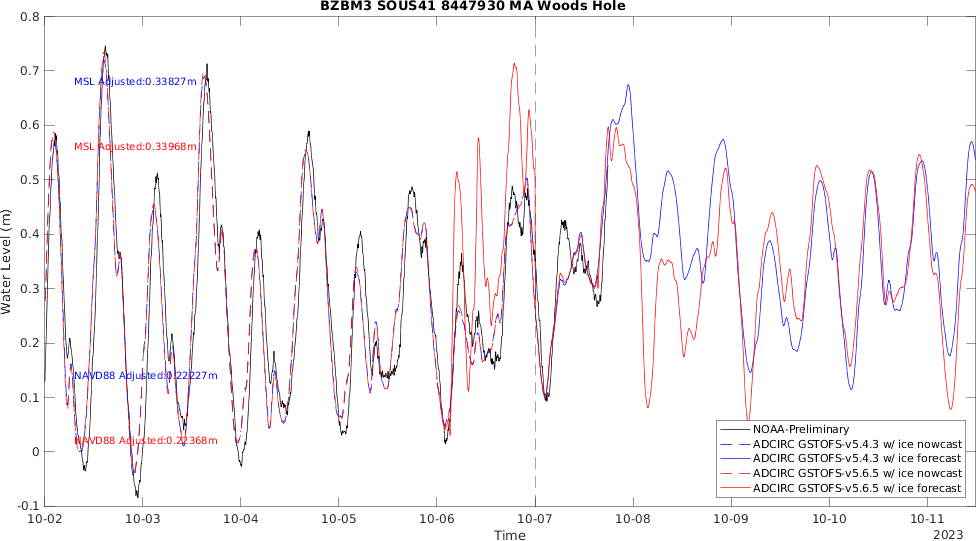 BZBM3 SOUS41 8447930 MA Woods Hole
0.8
0.7
0.6
0.5
0.4
0.3
0.2
0.1
0
-0.1
Water Level (m)
MSL Adjusted:0.33827m
MSL Adjusted:0.33968m
NAVD88 Adjusted:0.22227m
NAVD88 Adjusted:0.22368m
NOAA-Preliminary
ADCIRC GSTOFS-v5.4.3 w/ ice nowcast
ADCIRC GSTOFS-v5.4.3 w/ ice forecast
ADCIRC GSTOFS-v5.6.5 w/ ice nowcast
ADCIRC GSTOFS-v5.6.5 w/ ice forecast
10-02 10-03 10-04 10-05 10-06 10-07 10-08 10-09 10-10 10-11
Time
2023